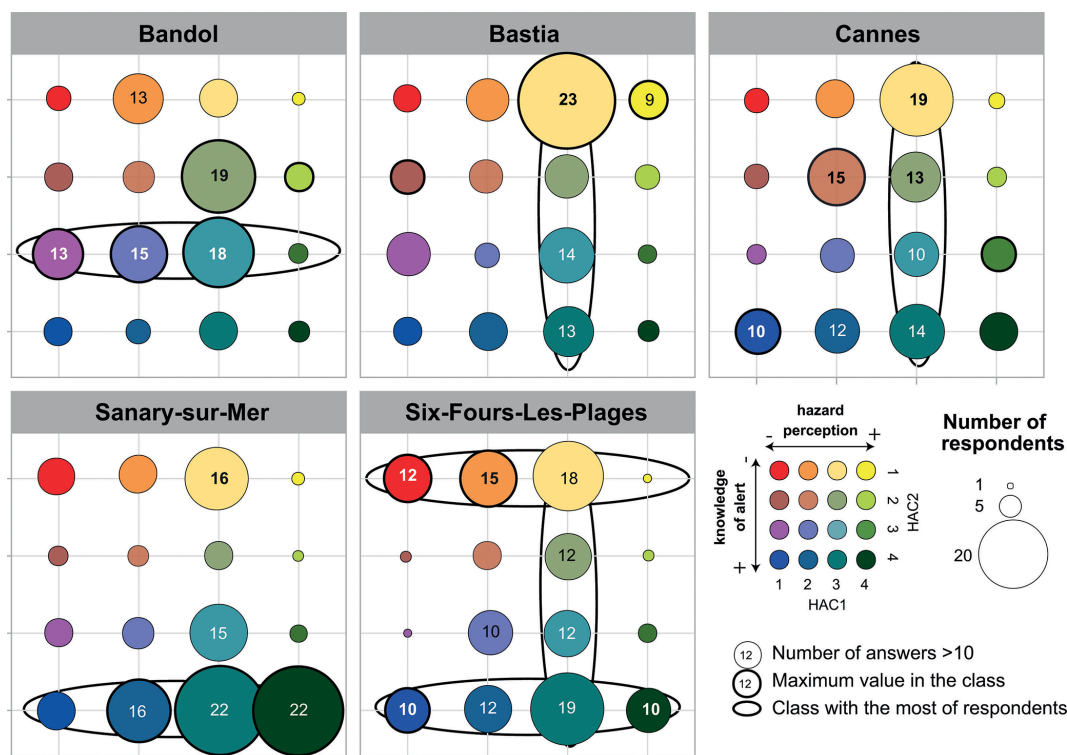 Bandol
Bastia
Cannes
13
23
9
19
19
15
13
13
15
18
14
10
13
10
12
14
Sanary-sur-Mer
Six-Fours-Les-Plages
16
12
15
18
12
15
10
12
16
22
22
10
12
19
10
hazard
perception
- +
-
knowledge
of alert
+
1
2
3
4
HAC2
1 2 3 4
HAC1
Number of
respondents
1
5
20
12 Number of answers >10
12 Maximum value in the class
Class with the most of respondents